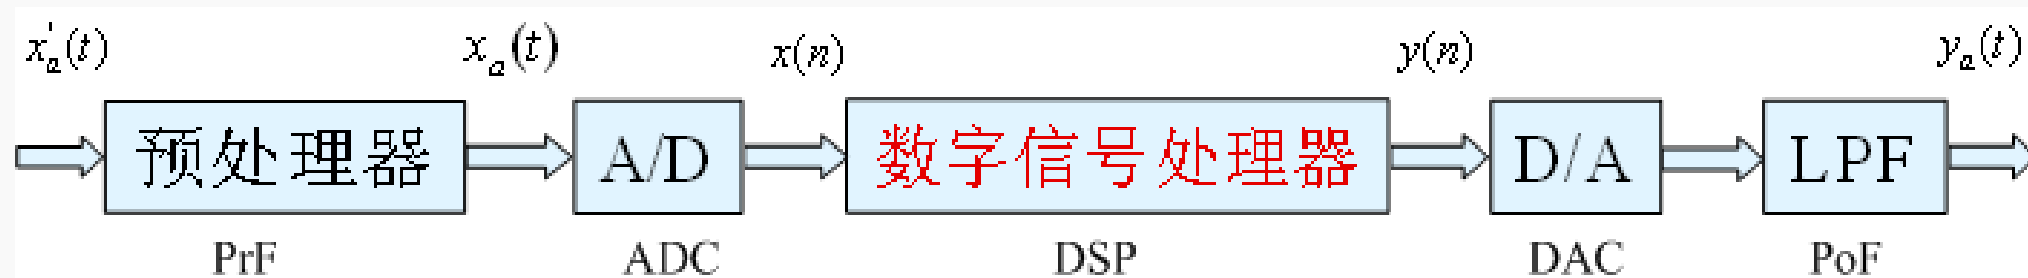 x'ₐ(t) xₐ(t) x(n) y(n) yₐ(t)
预处理器 A/D 数字信号处理器 D/A LPF
PrF ADC DSP DAC PoF